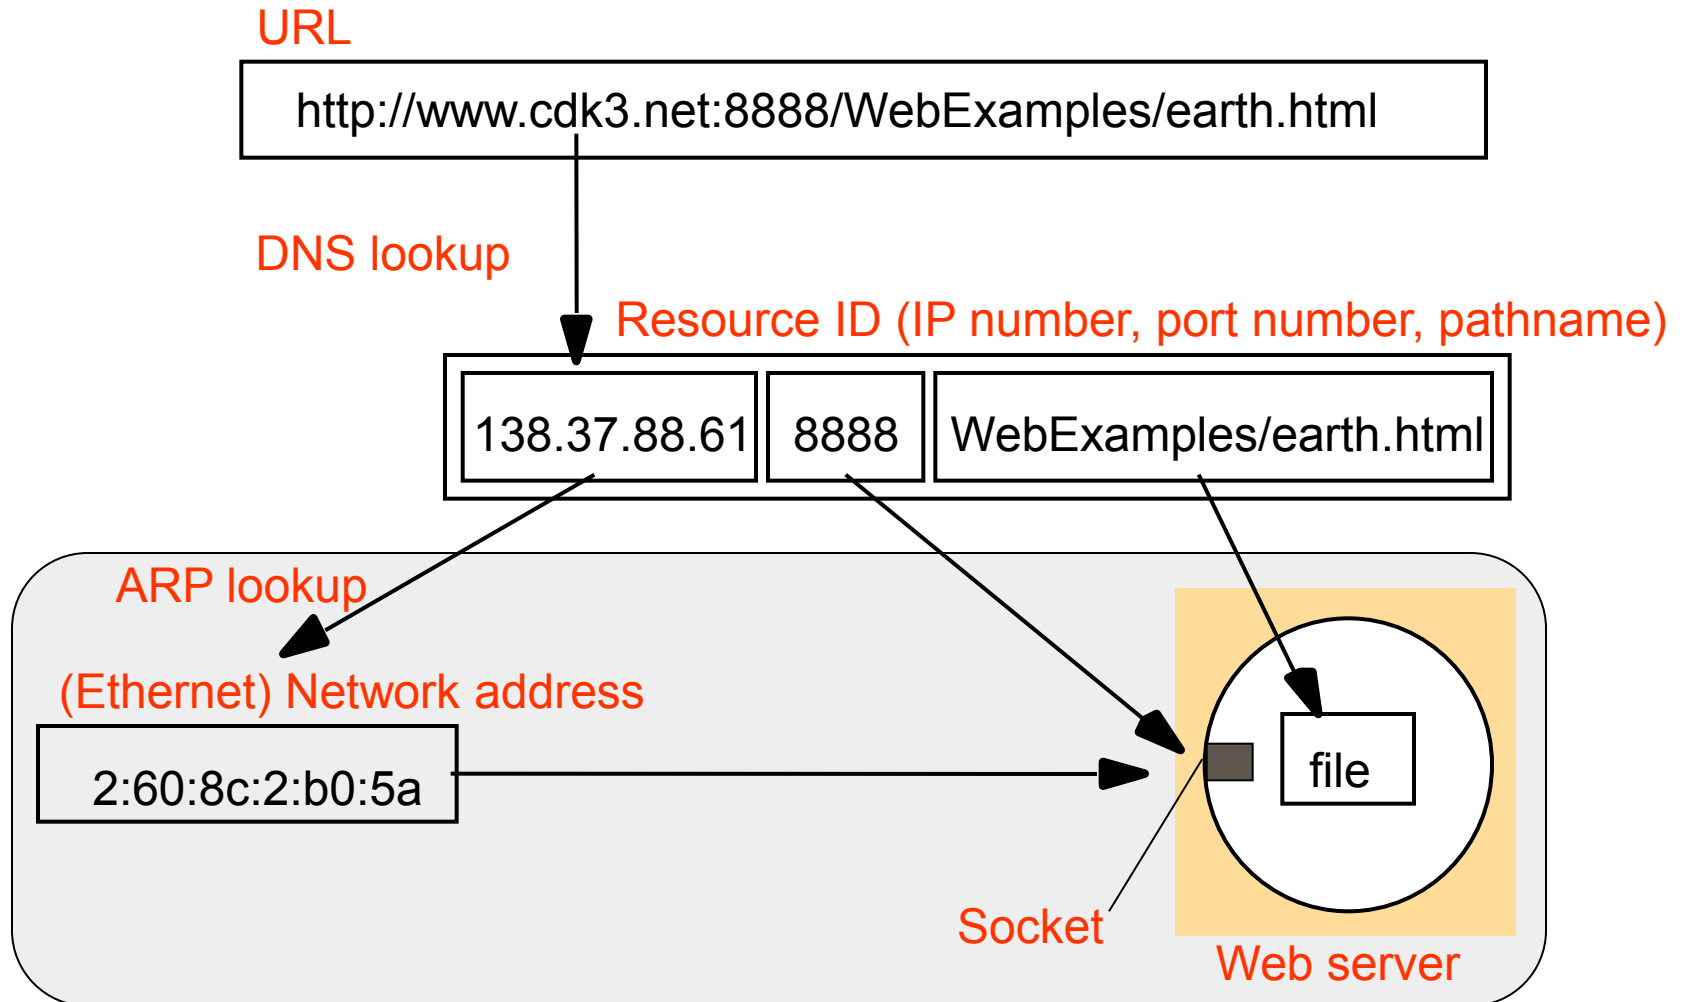 URL
http://www.cdk3.net:8888/WebExamples/earth.html
DNS lookup
Resource ID (IP number, port number, pathname)
138.37.88.61
8888
WebExamples/earth.html
ARP lookup
(Ethernet) Network address
2:60:8c:2:b0:5a
file
Socket
Web server